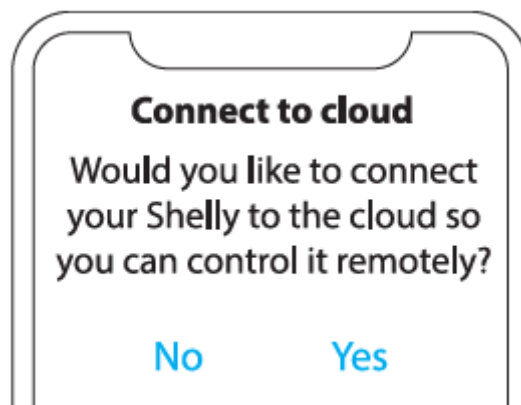 Connect to cloud
Would you like to connect
your Shelly to the cloud so
you can control it remotely?
No Yes